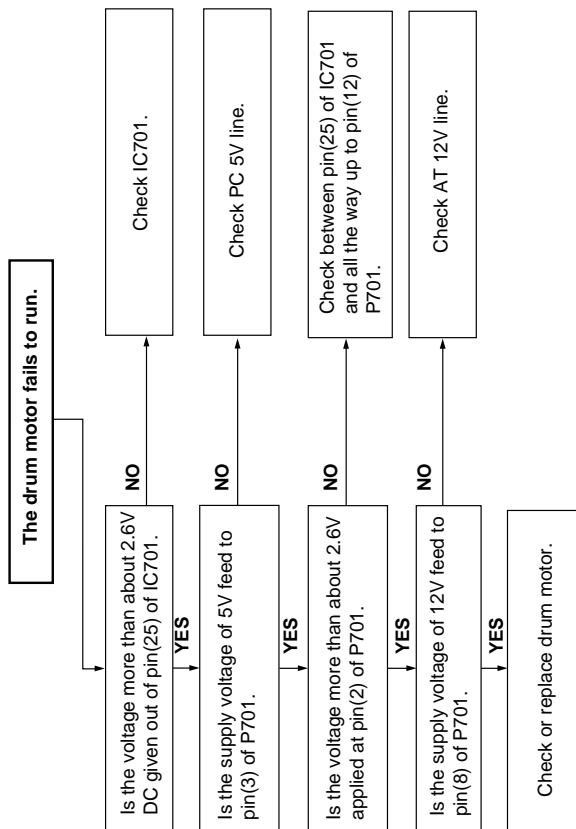 The drum motor fails to run.
Is the voltage more than about 2.6V
DC given out of pin(25) of IC701.
NO
Check IC701.
YES
Is the supply voltage of 5V feed to
pin(3) of P701.
NO
Check PC 5V line.
YES
Is the voltage more than about 2.6V
applied at pin(2) of P701.
NO
Check between pin(25) of IC701
and all the way up to pin(12) of
P701.
YES
Is the supply voltage of 12V feed to
pin(8) of P701.
NO
Check AT 12V line.
YES
Check or replace drum motor.